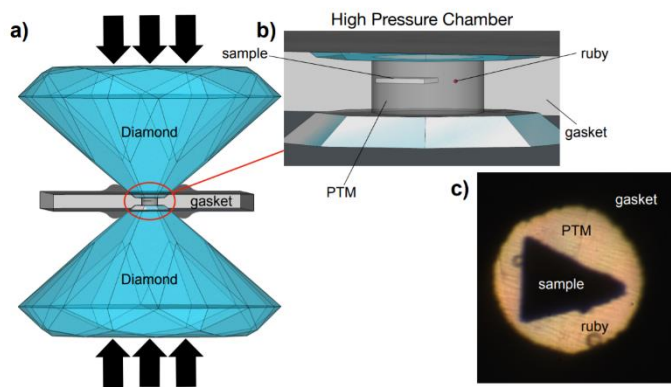 a)
Diamond
gasket
Diamond
b)
High Pressure Chamber
sample
ruby
gasket
PTM
c)
gasket
PTM
sample
ruby